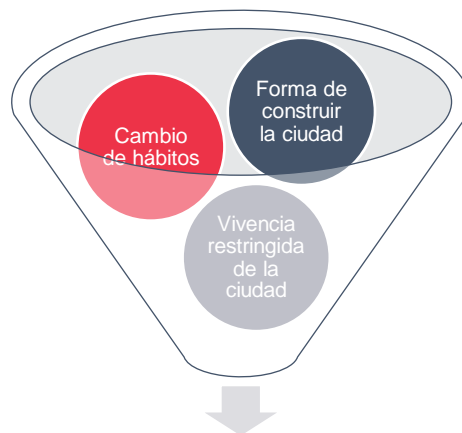 Cambio
de hábitos
Forma de
construir
la ciudad
Vivencia
restringida
de la
ciudad